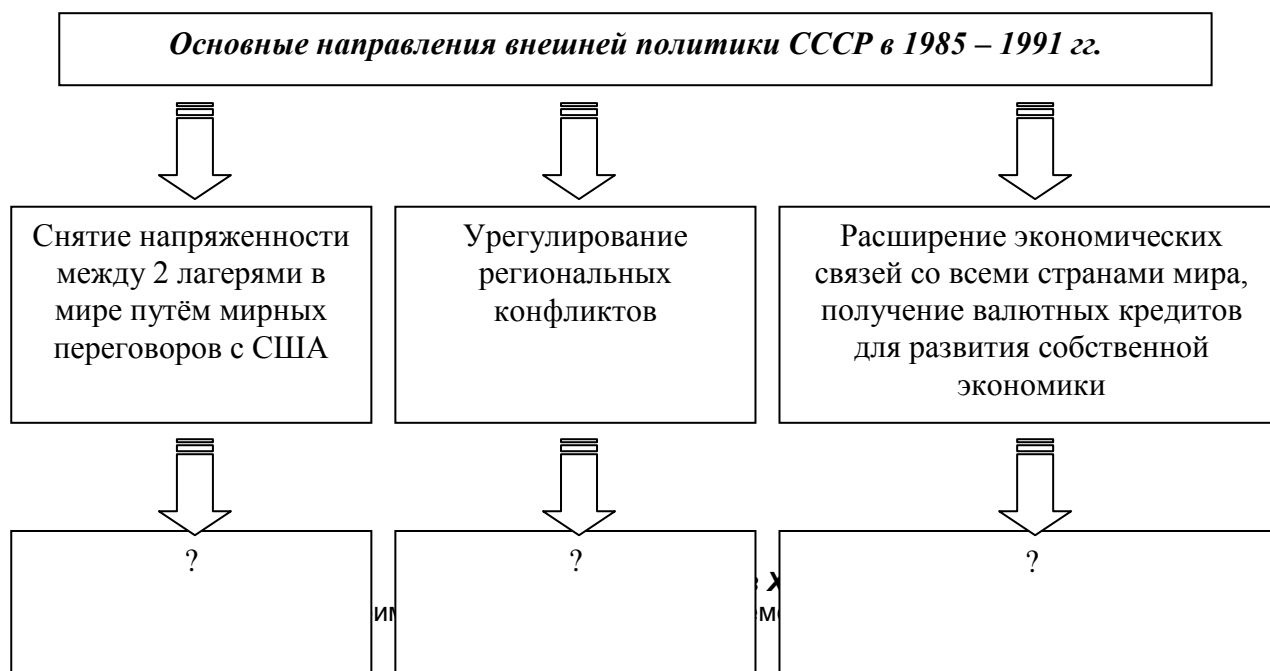 Основные направления внешней политики СССР в 1985 – 1991 гг.
Снятие напряженности
между 2 лагерями в
мире путём мирных
переговоров с США
Урегулирование
региональных
конфликтов
Расширение экономических
связей со всеми странами мира,
получение валютных кредитов
для развития собственной
экономики
?
?
?